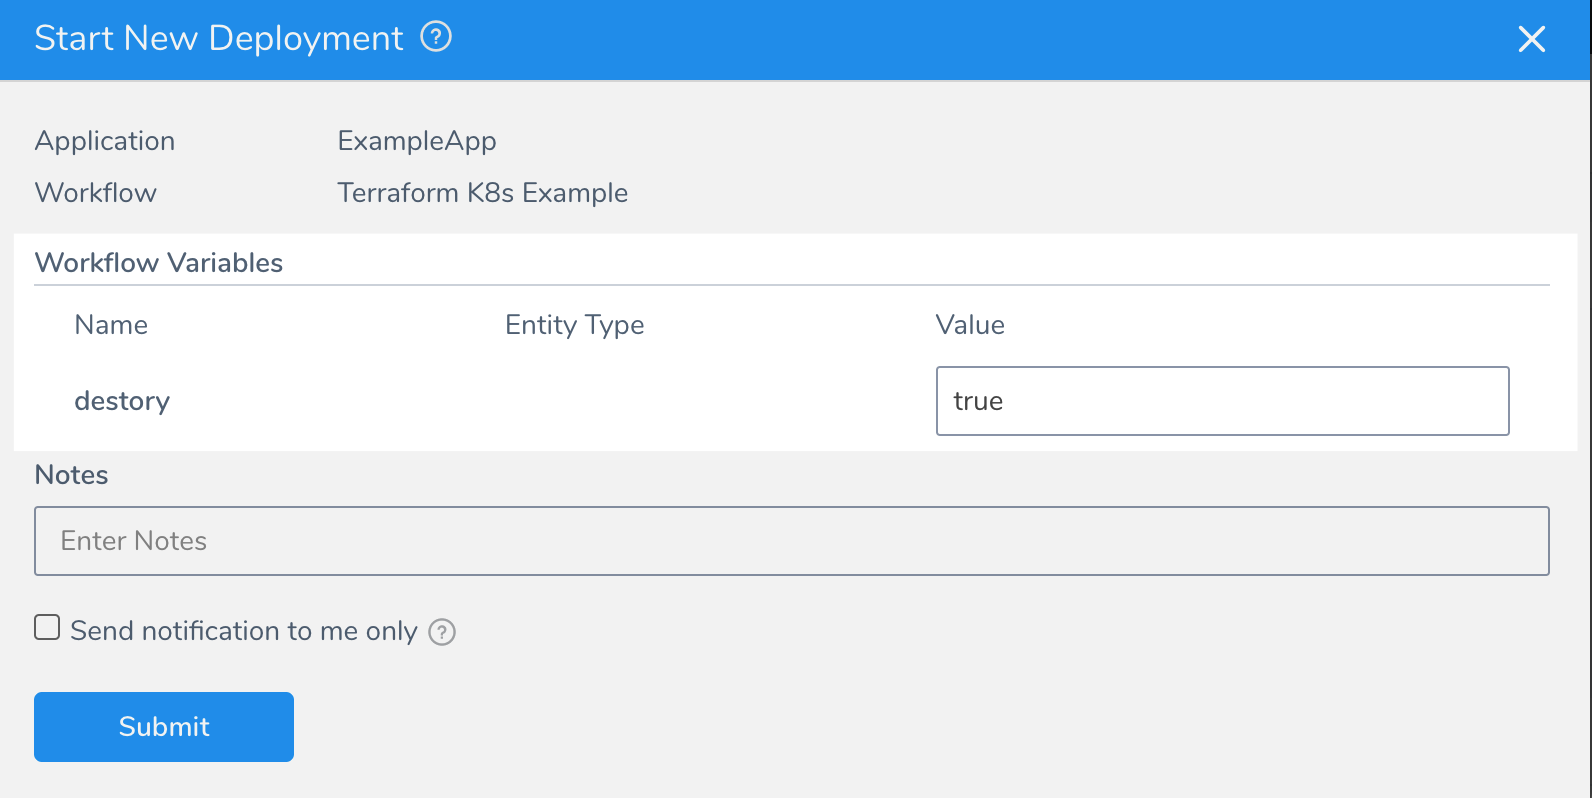 Start New Deployment ?
Application ExampleApp
Workflow Terraform K8s Example
Workflow Variables
Name Entity Type Value
destory true
Notes
Enter Notes
Send notification to me only ?
Submit